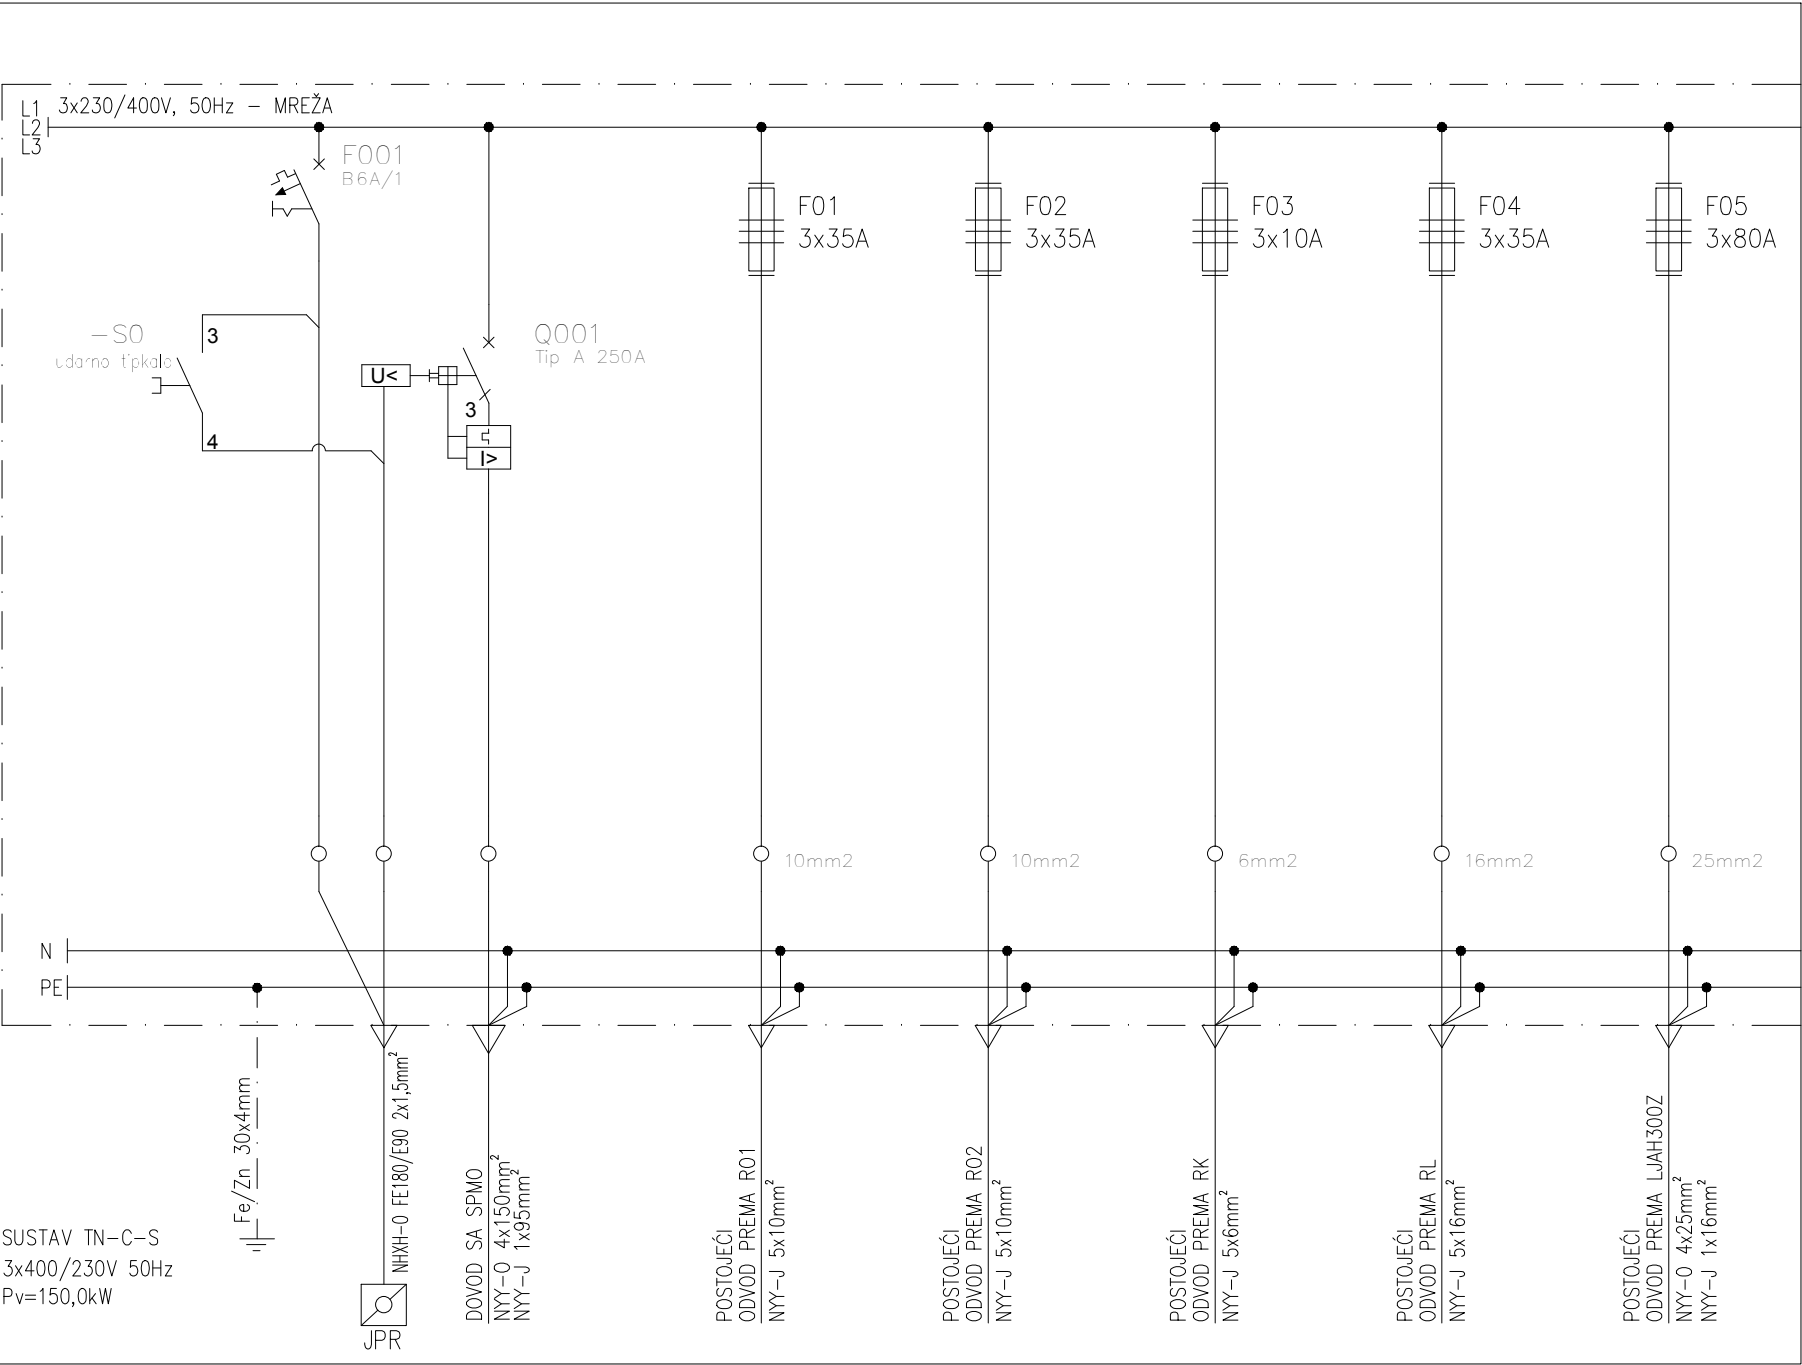 L1
L2
L3
3x230/400V, 50Hz – MREŽA
F001
B6A/1
F01
3x35A
F02
3x35A
F03
3x10A
F04
3x35A
F05
3x80A
–S0
udarno tipkalo
3
4
U<
Q001
Tip A 250A
3
I>
10mm2
10mm2
6mm2
16mm2
25mm2
N
PE
Fe/Zn 30x4mm
NHXH-O FE180/E90 2x1,5mm²
JPR
DOVOD SA SPMO
NYY-O 4x150mm²
NYY-J 1x95mm²
POSTOJEĆI
ODVOD PREMA RO1
NYY-J 5x10mm²
POSTOJEĆI
ODVOD PREMA RO2
NYY-J 5x10mm²
POSTOJEĆI
ODVOD PREMA RK
NYY-J 5x6mm²
POSTOJEĆI
ODVOD PREMA RL
NYY-J 5x16mm²
POSTOJEĆI
ODVOD PREMA LJAH300Z
NYY-O 4x25mm²
NYY-J 1x16mm²
SUSTAV TN-C-S
3x400/230V 50Hz
Pv=150,0kW